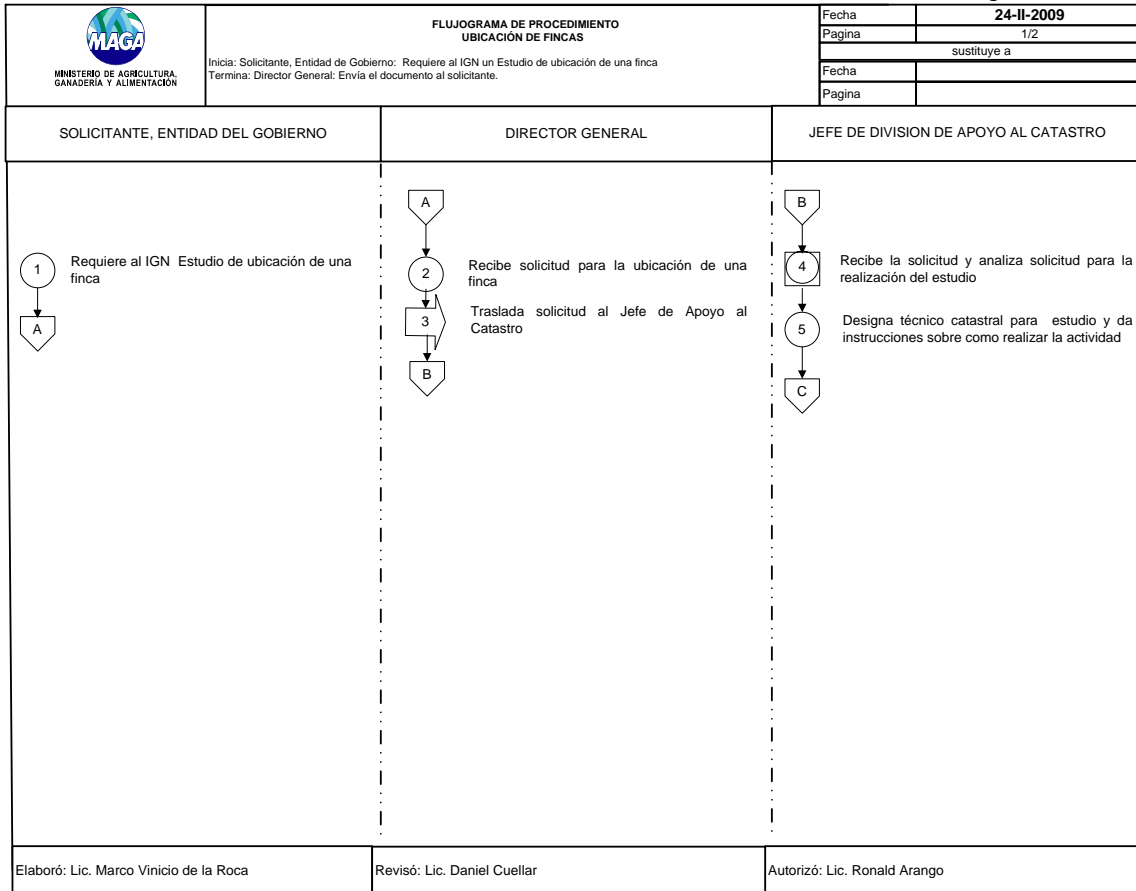 MAGA
MINISTERIO DE AGRICULTURA,
GANADERÍA Y ALIMENTACIÓN
FLUJOGRAMA DE PROCEDIMIENTO
UBICACIÓN DE FINCAS
Inicia: Solicitante, Entidad de Gobierno: Requiere al IGN un Estudio de ubicación de una finca
Termina: Director General: Envía el documento al solicitante.
Fecha 24-II-2009
Pagina 1/2
sustituye a
Fecha
Pagina
SOLICITANTE, ENTIDAD DEL GOBIERNO
DIRECTOR GENERAL
JEFE DE DIVISION DE APOYO AL CATASTRO
1
Requiere al IGN Estudio de ubicación de una
finca
A
A
2
Recibe solicitud para la ubicación de una
finca
3
Traslada solicitud al Jefe de Apoyo al
Catastro
B
B
4
Recibe la solicitud y analiza solicitud para la
realización del estudio
5
Designa técnico catastral para estudio y da
instrucciones sobre como realizar la actividad
C
Elaboró: Lic. Marco Vinicio de la Roca
Revisó: Lic. Daniel Cuellar
Autorizó: Lic. Ronald Arango